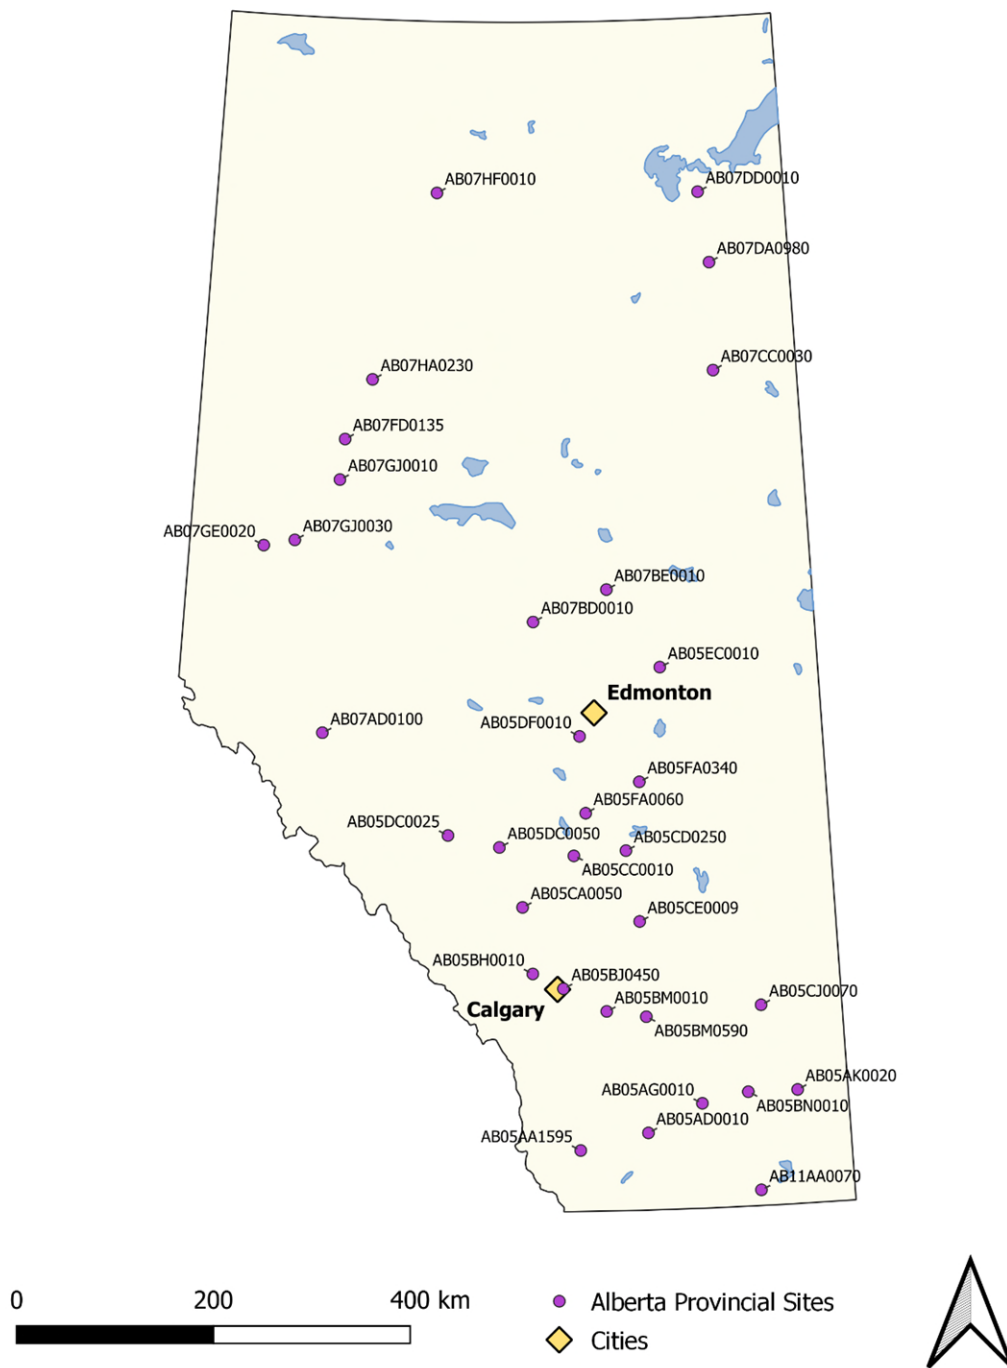 AB07HF0010
AB07DD0010
AB07DA0980
AB07CC0030
AB07HA0230
AB07FD0135
AB07GJ0010
AB07GE0020
AB07GJ0030
AB07BE0010
AB07BD0010
AB05EC0010
Edmonton
AB07AD0100
AB05DF0010
AB05FA0340
AB05FA0060
AB05DC0025
AB05DC0050
AB05CD0250
AB05CC0010
AB05CA0050
AB05CE0009
AB05BH0010
AB05BJ0450
AB05CJ0070
AB05BM0010
Calgary
AB05BM0590
AB05AK0020
AB05AG0010
AB05BN0010
AB05AD0010
AB05AA1595
AB11AA0070
0 200 400 km
Alberta Provincial Sites
Cities